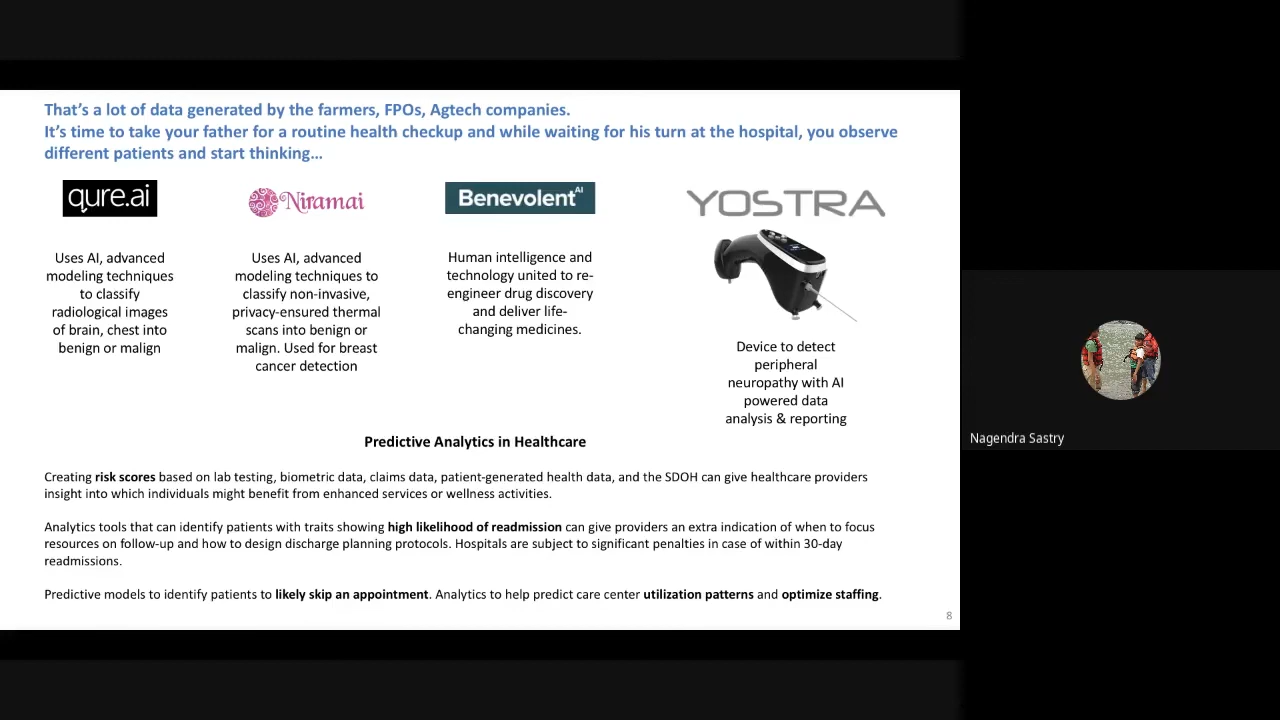 That's a lot of data generated by the farmers, FPOs, Agtech companies.
It's time to take your father for a routine health checkup and while waiting for his turn at the hospital, you observe
different patients and start thinking…
qure.ai
Uses AI, advanced
modeling techniques
to classify
radiological images
of brain, chest into
benign or malign
Niramai
Uses AI, advanced
modeling techniques to
classify non-invasive,
privacy-ensured thermal
scans into benign or
malign. Used for breast
cancer detection
Benevolent AI
Human intelligence and
technology united to re-
engineer drug discovery
and deliver life-
changing medicines.
YOSTRA
Device to detect
peripheral
neuropathy with AI
powered data
analysis & reporting
Predictive Analytics in Healthcare
Creating risk scores based on lab testing, biometric data, claims data, patient-generated health data, and the SDOH can give healthcare providers
insight into which individuals might benefit from enhanced services or wellness activities.
Analytics tools that can identify patients with traits showing high likelihood of readmission can give providers an extra indication of when to focus
resources on follow-up and how to design discharge planning protocols. Hospitals are subject to significant penalties in case of within 30-day
readmissions.
Predictive models to identify patients to likely skip an appointment. Analytics to help predict care center utilization patterns and optimize staffing.
8
Nagendra Sastry